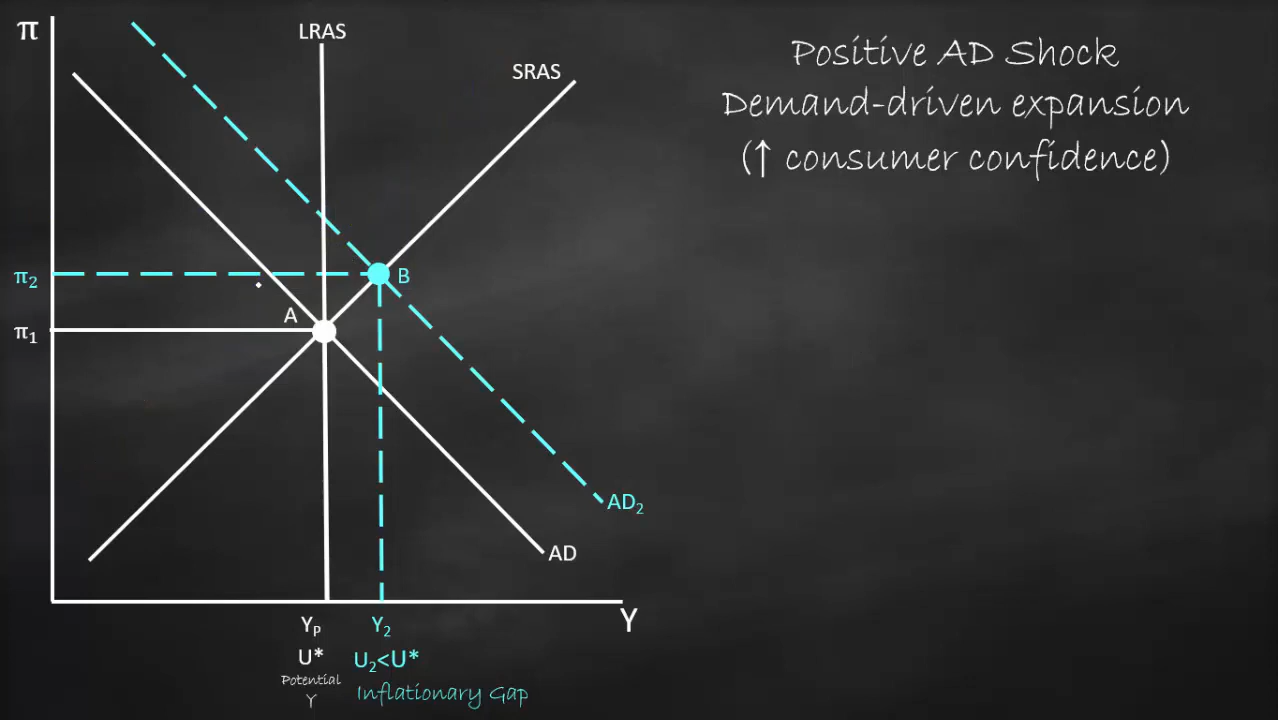 π
LRAS
SRAS
Positive AD Shock
Demand-driven expansion
(↑ consumer confidence)
π₂
B
A
π₁
AD₂
AD
Y
Yₚ
Y₂
U*
U₂<U*
Potential
Y
Inflationary Gap